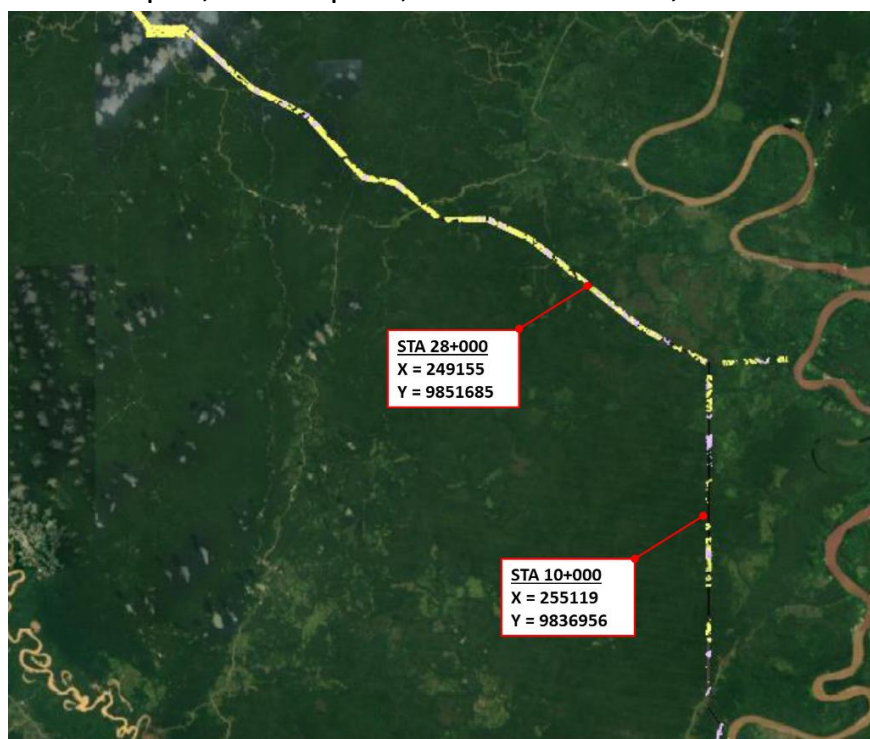 STA 28+000
X = 249155
Y = 9851685
STA 10+000
X = 255119
Y = 9836956